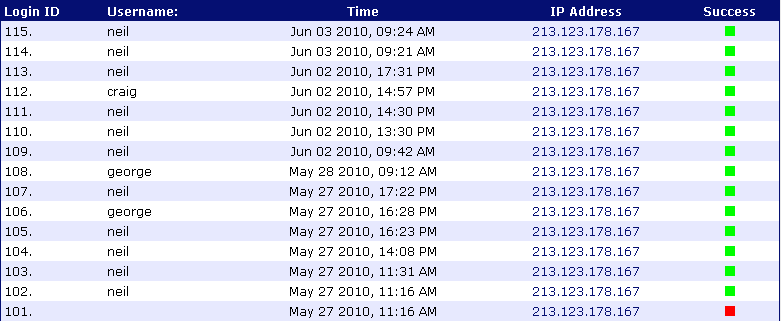 Login ID Username: Time IP Address Success
115. neil Jun 03 2010, 09:24 AM 213.123.178.167
114. neil Jun 03 2010, 09:21 AM 213.123.178.167
113. neil Jun 02 2010, 17:31 PM 213.123.178.167
112. craig Jun 02 2010, 14:57 PM 213.123.178.167
111. neil Jun 02 2010, 14:30 PM 213.123.178.167
110. neil Jun 02 2010, 13:30 PM 213.123.178.167
109. neil Jun 02 2010, 09:42 AM 213.123.178.167
108. george May 28 2010, 09:12 AM 213.123.178.167
107. neil May 27 2010, 17:22 PM 213.123.178.167
106. george May 27 2010, 16:28 PM 213.123.178.167
105. neil May 27 2010, 16:23 PM 213.123.178.167
104. neil May 27 2010, 14:08 PM 213.123.178.167
103. neil May 27 2010, 11:31 AM 213.123.178.167
102. neil May 27 2010, 11:16 AM 213.123.178.167
101. May 27 2010, 11:16 AM 213.123.178.167